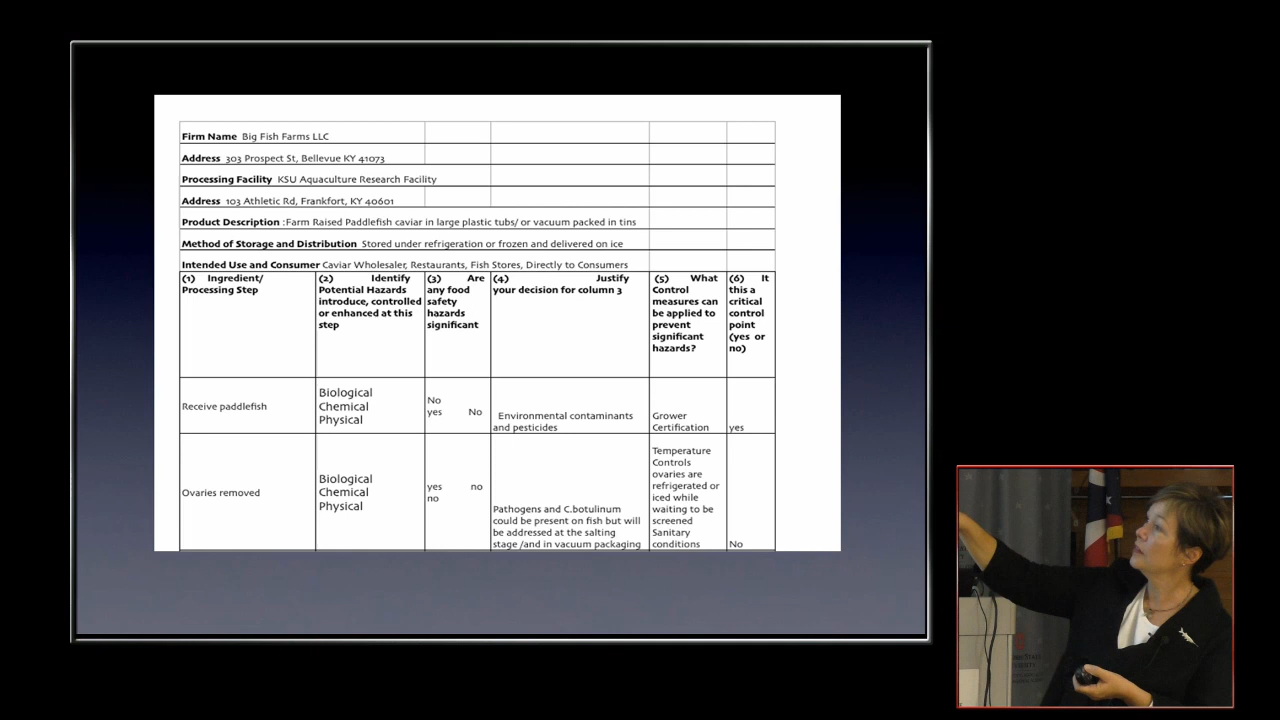 Firm Name Big Fish Farms LLC
Address 303 Prospect St, Bellevue KY 41073
Processing Facility KSU Aquaculture Research Facility
Address 103 Athletic Rd, Frankfort, KY 40601
Product Description :Farm Raised Paddlefish caviar in large plastic tubs/ or vacuum packed in tins
Method of Storage and Distribution Stored under refrigeration or frozen and delivered on ice
Intended Use and Consumer Caviar Wholesaler, Restaurants, Fish Stores, Directly to Consumers
(1) Ingredient/
Processing Step
(2) Identify
Potential Hazards
introduce, controlled
or enhanced at this
step
(3) Are
any food
safety
hazards
significant
(4) Justify
your decision for column 3
(5) What
Control
measures can
be applied to
prevent
significant
hazards?
(6) It
this a
critical
control
point
(yes or
no)
Receive paddlefish
Biological
Chemical
Physical
No
yes No
Environmental contaminants
and pesticides
Grower
Certification
yes
Ovaries removed
Biological
Chemical
Physical
yes no
no
Pathogens and C.botulinum
could be present on fish but will
be addressed at the salting
stage /and in vacuum packaging
Temperature
Controls
ovaries are
refrigerated or
iced while
waiting to be
screened
Sanitary
conditions
No